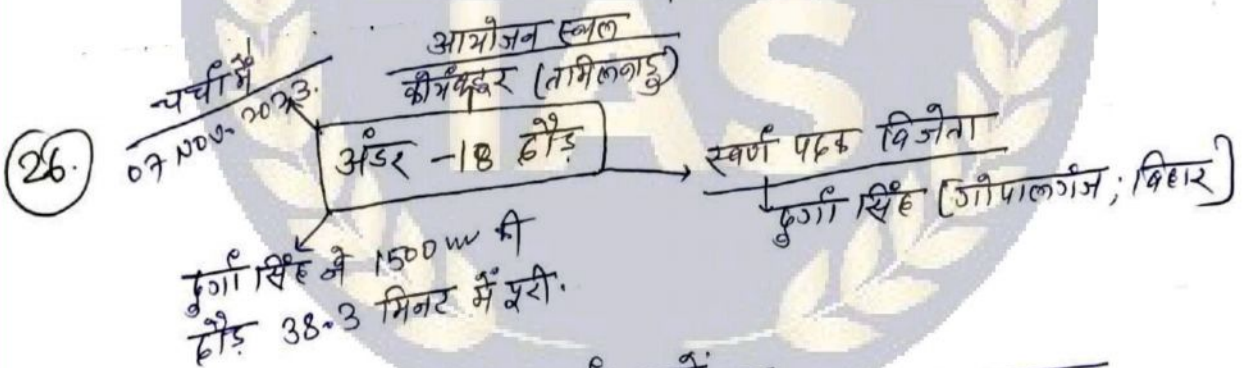 26.
चर्चा में
07 NOV- 2023.
आयोजन स्थल
कोयंबटूर (तामिलनाडु)
अंडर -18 दौड़
स्वर्ण पदक विजेता
दुर्गा सिंह [गोपालगंज ; बिहार]
दुर्गा सिंह ने 1500 m की
दौड़ 38.3 मिनट में पूरी.
IAS